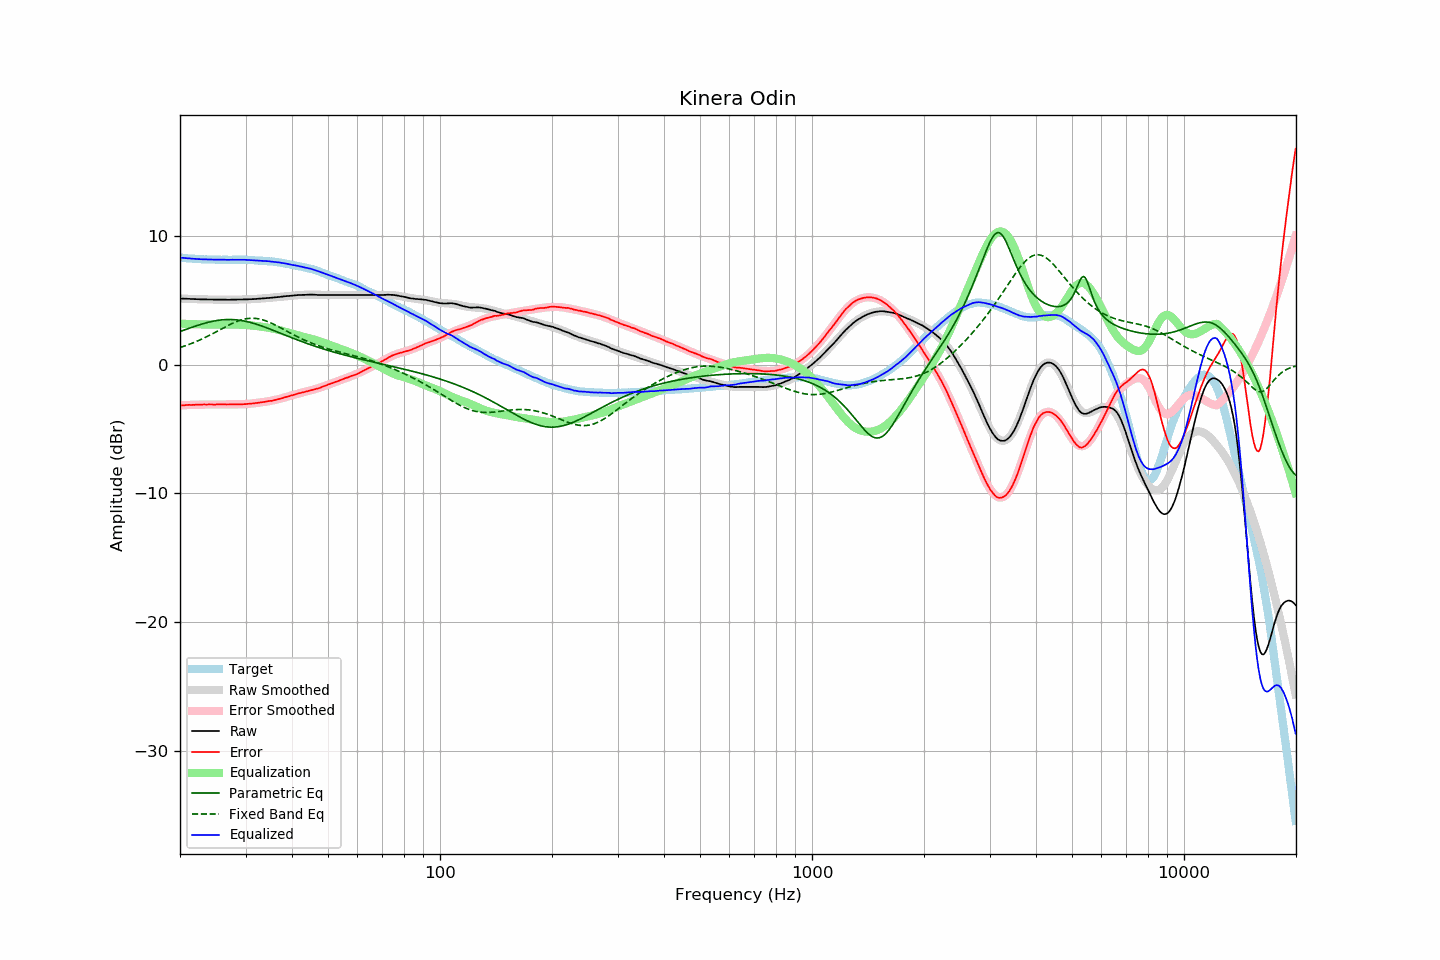 Kinera Odin
10
0
−10
−20
−30
Amplitude (dBr)
Target
Raw Smoothed
Error Smoothed
Raw
Error
Equalization
Parametric Eq
Fixed Band Eq
Equalized
100
1000
10000
Frequency (Hz)